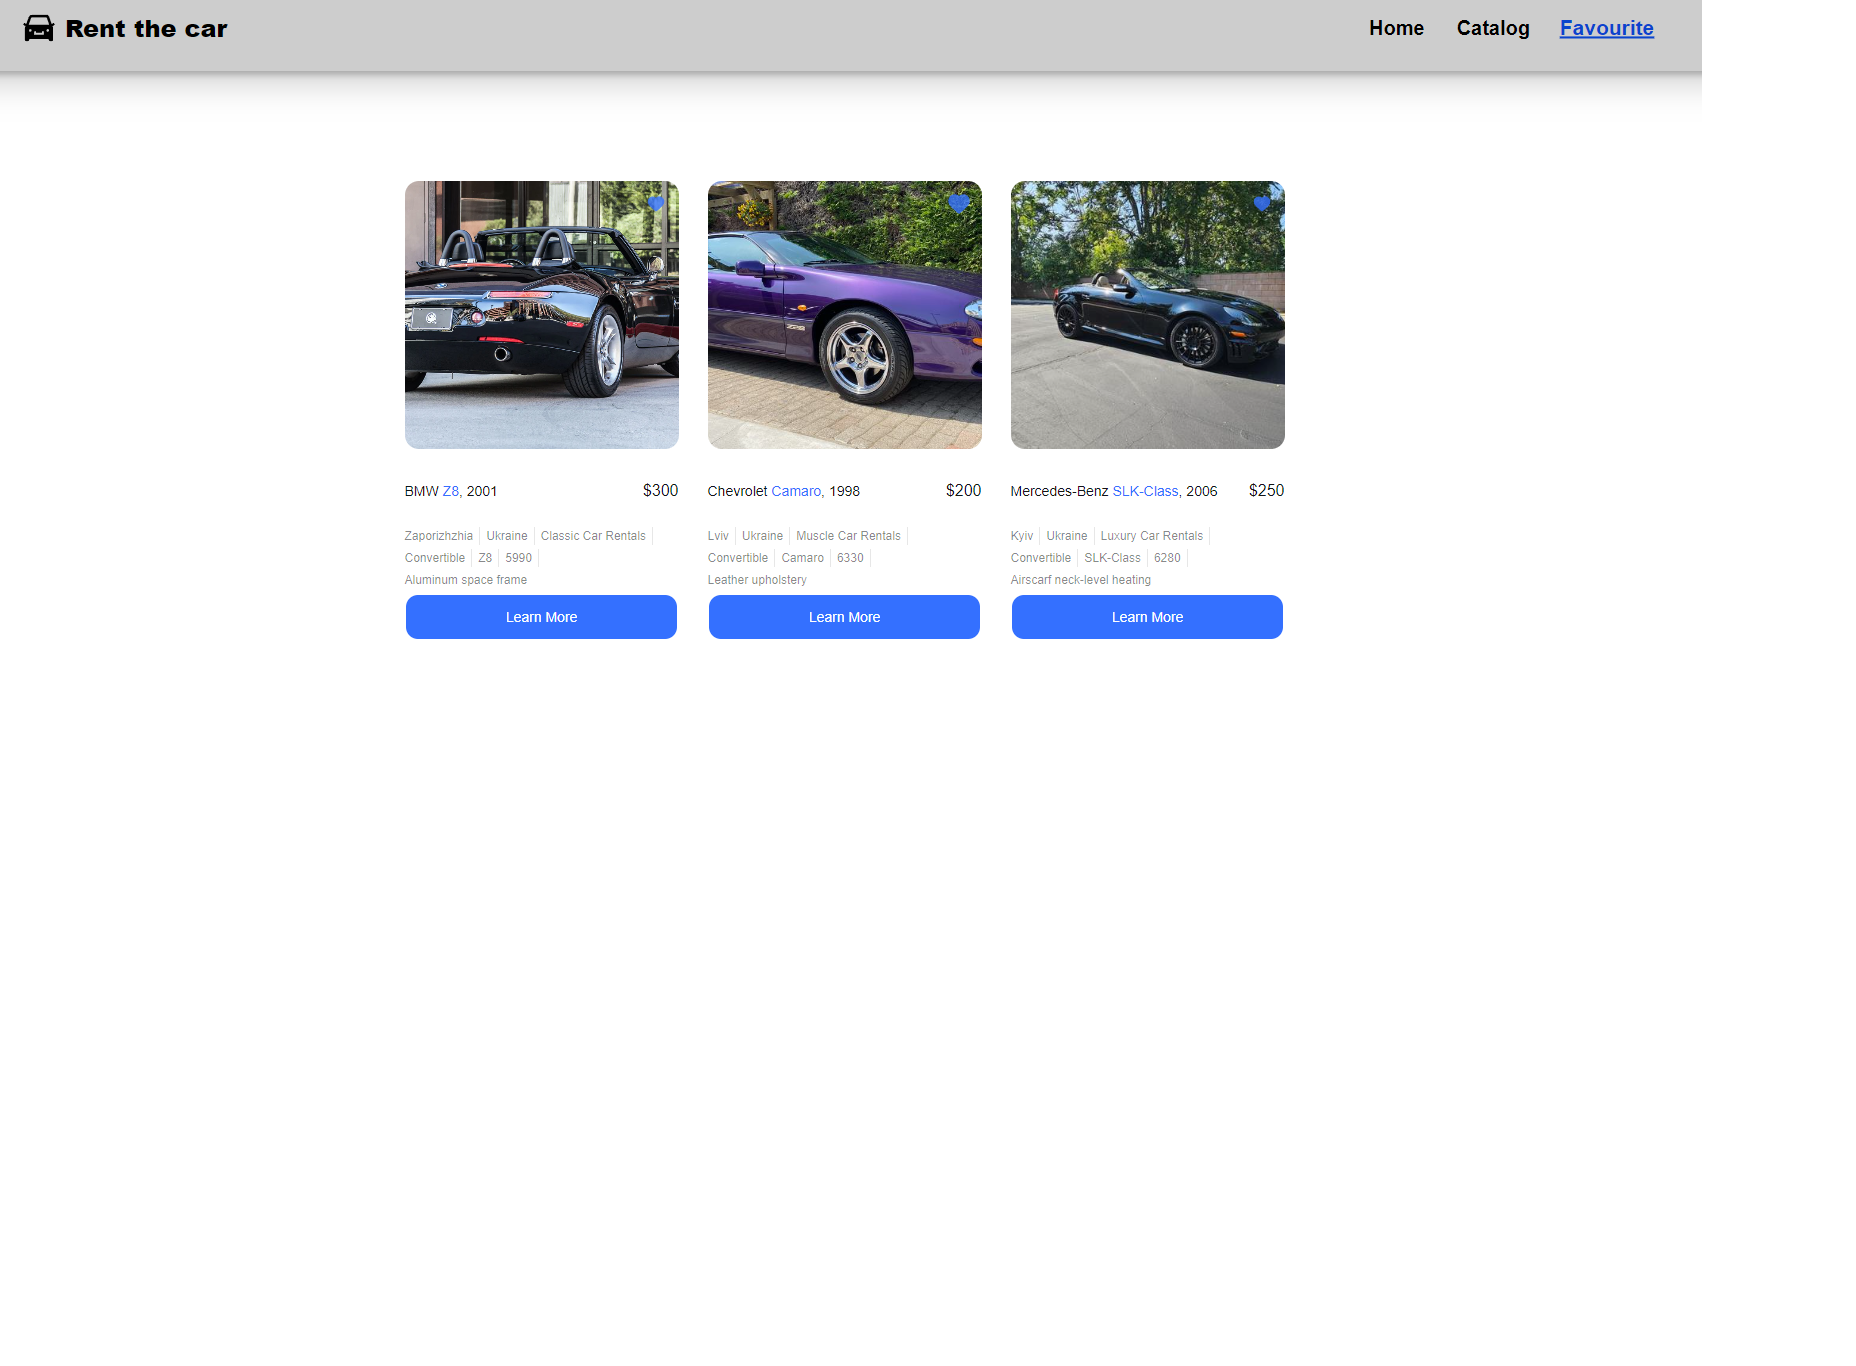 Rent the car
Home Catalog Favourite
BMW Z8, 2001 $300
Zaporizhzhia Ukraine Classic Car Rentals
Convertible Z8 5990
Aluminum space frame
Learn More
Chevrolet Camaro, 1998 $200
Lviv Ukraine Muscle Car Rentals
Convertible Camaro 6330
Leather upholstery
Learn More
Mercedes-Benz SLK-Class, 2006 $250
Kyiv Ukraine Luxury Car Rentals
Convertible SLK-Class 6280
Airscarf neck-level heating
Learn More